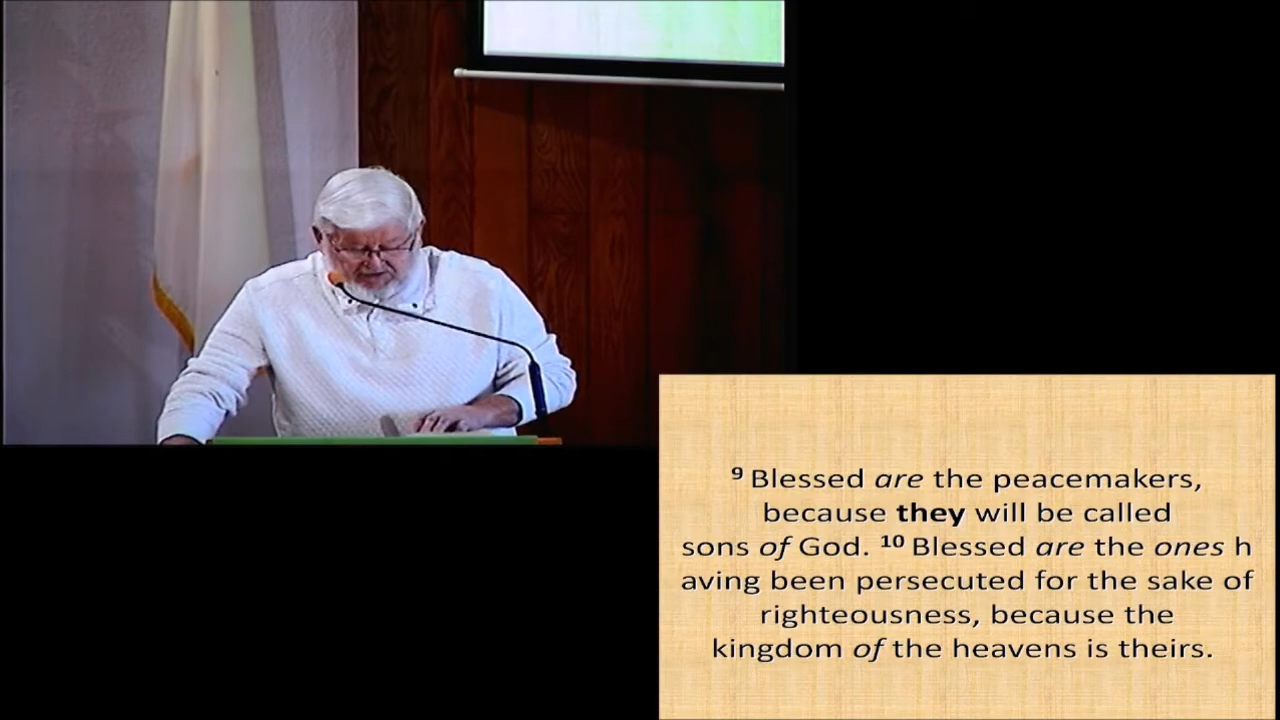 ⁹ Blessed are the peacemakers,
because they will be called
sons of God. ¹⁰ Blessed are the ones h
aving been persecuted for the sake of
righteousness, because the
kingdom of the heavens is theirs.